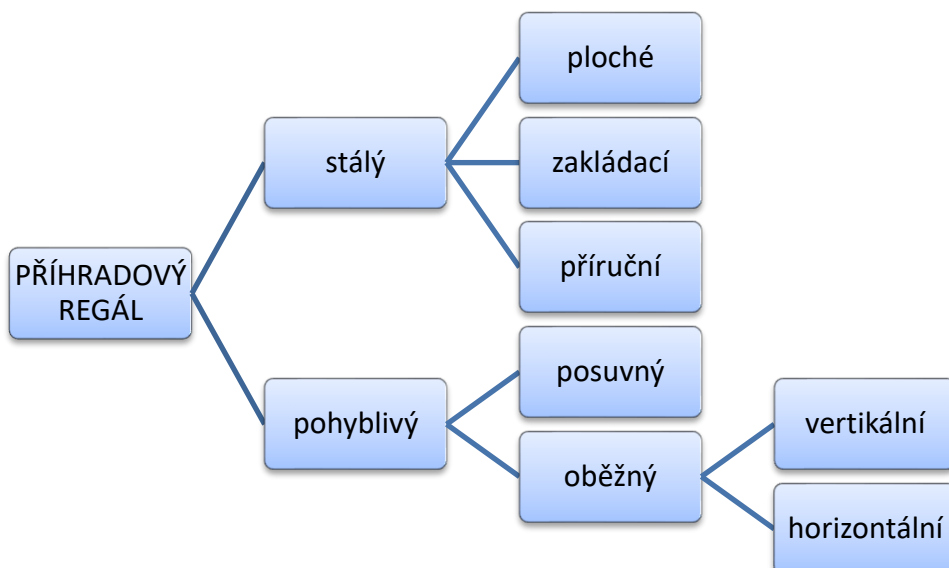 PŘÍHRADOVÝ
REGÁL
stálý
ploché
zakládací
příruční
pohyblivý
posuvný
oběžný
vertikální
horizontální